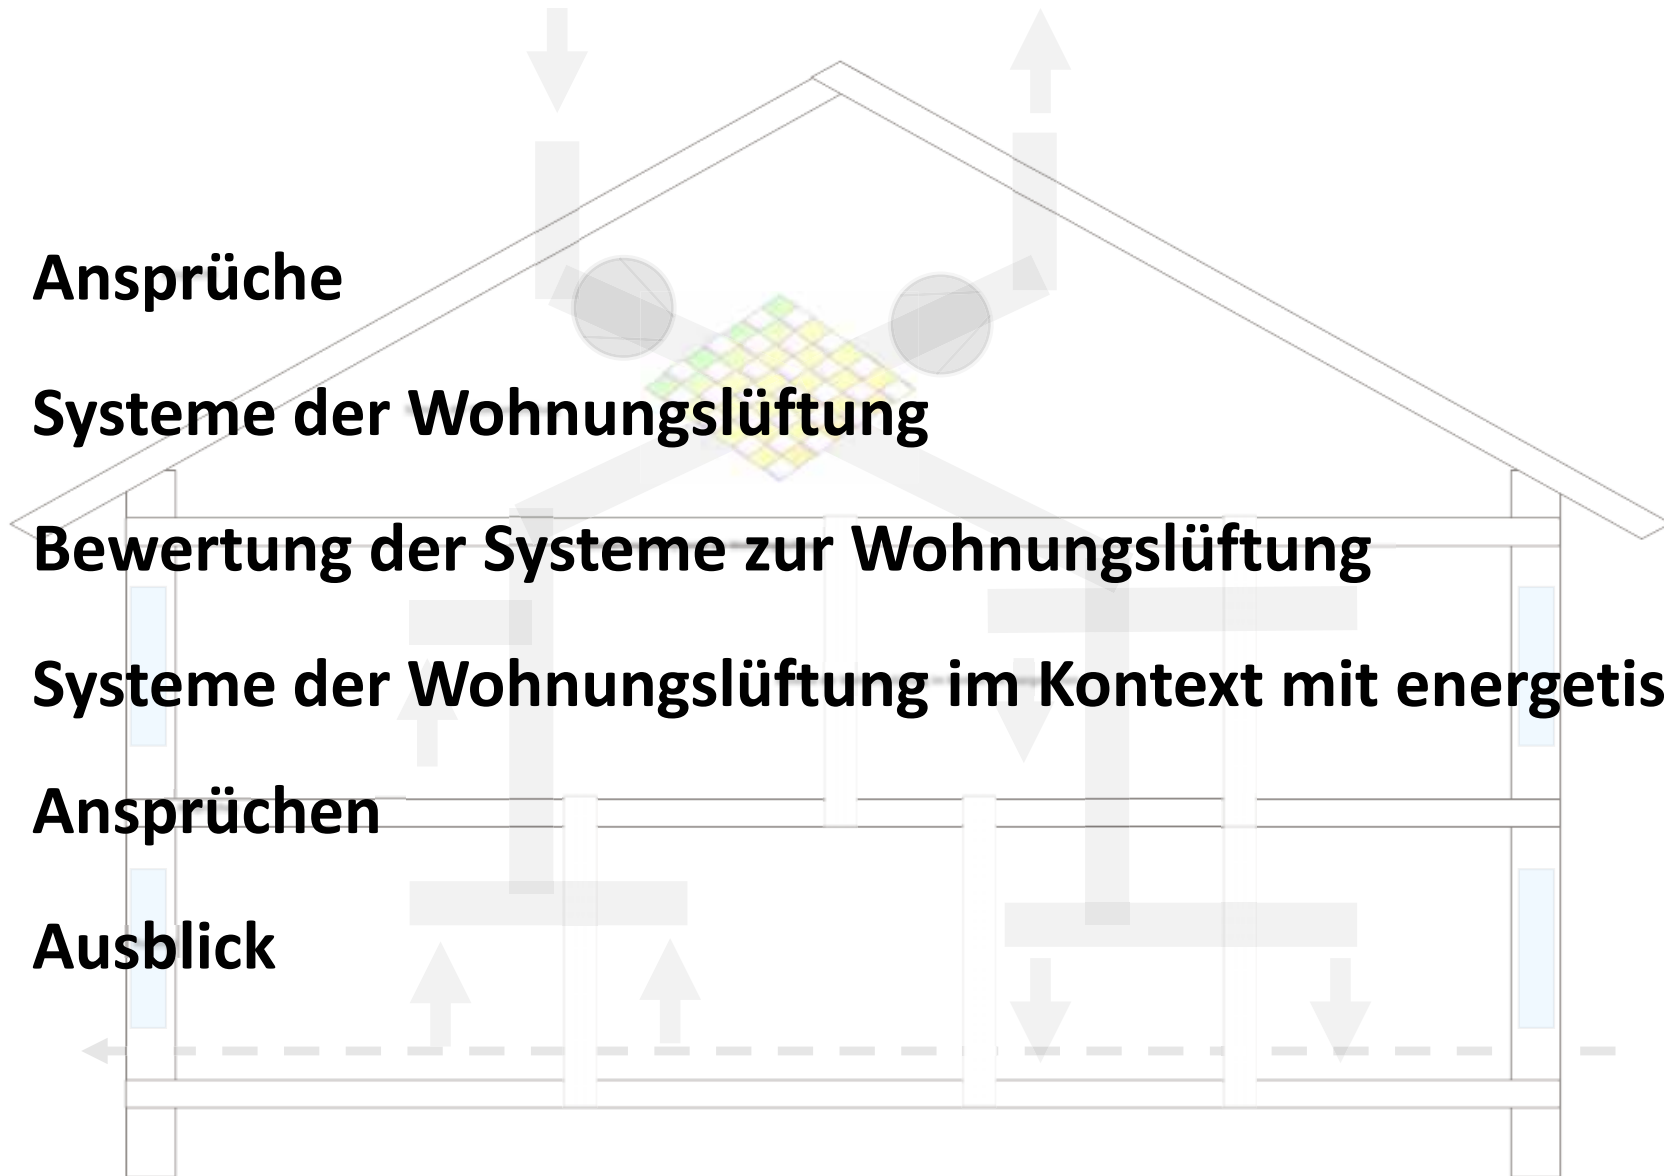 Ansprüche
Systeme der Wohnungslüftung
Bewertung der Systeme zur Wohnungslüftung
Systeme der Wohnungslüftung im Kontext mit energetis
Ansprüchen
Ausblick